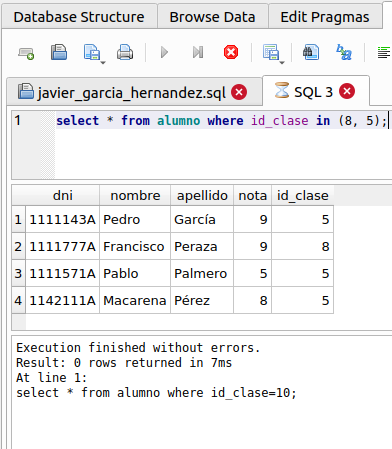 Database Structure Browse Data Edit Pragmas
javier_garcia_hernandez.sql SQL 3
1 select * from alumno where id_clase in (8, 5);
dni nombre apellido nota id_clase
1 1111143A Pedro García 9 5
2 1111777A Francisco Peraza 9 8
3 1111571A Pablo Palmero 5 5
4 1142111A Macarena Pérez 8 5
Execution finished without errors.
Result: 0 rows returned in 7ms
At line 1:
select * from alumno where id_clase=10;